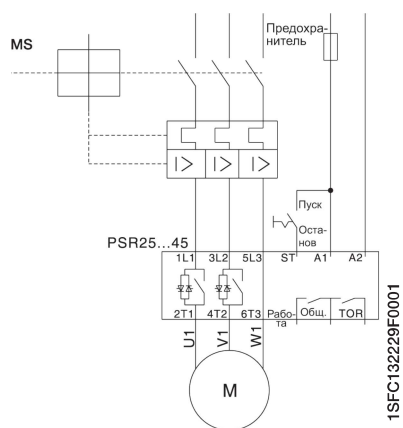 MS
Предохра-
нитель
I> I> I>
Пуск
Оста-
нов
PSR25...45
1L1 3L2 5L3 ST A1 A2
2T1 4T2 6T3 Рабо-
та Общ. TOR
U1 V1 W1
M
1SFC132229F0001